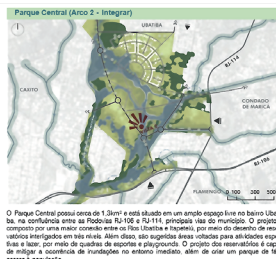 Parque Central (Arco 2 - Integrar)
UBATIBA
RJ-114
CAXITO
CONDADO
DE MARICÁ
RJ-106
FLAMENGO
0 100 300 500
O Parque Central possui cerca de 1,3km² e está situado em um amplo espaço livre no bairro Ubati-
ba, na confluência entre as Rodovias RJ-106 e RJ-114, principais vias do município. O projeto
composto por uma maior conexão entre os Rios Ubatiba e Itapeteiú, por meio do desenho de reser-
vatórios interligados em três níveis. Além disso, são sugeridas áreas voltadas para atividades espor-
tivas e lazer, por meio de quadras de esportes e playgrounds. O projeto dos reservatórios é capaz
de mitigar a ocorrência de inundações no entorno imediato, além de criar um parque de